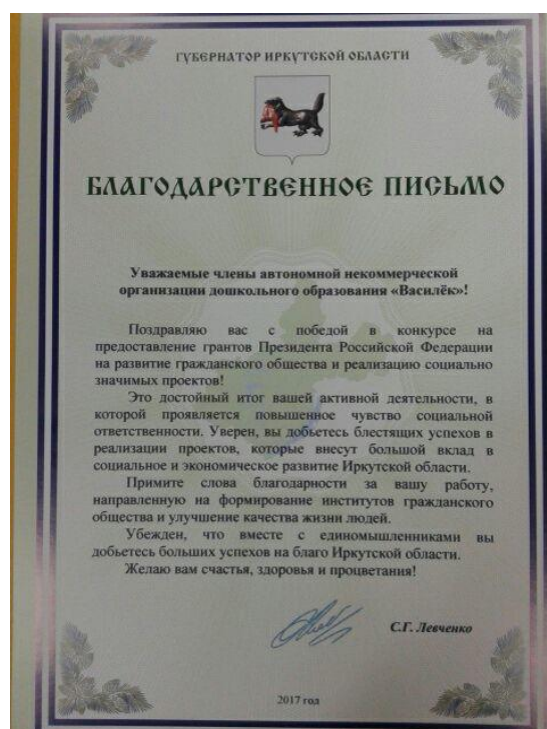 ГУБЕРНАТОР ИРКУТСКОЙ ОБЛАСТИ
БЛАГОДАРСТВЕННОЕ ПИСЬМО
Уважаемые члены автономной некоммерческой
организации дошкольного образования «Василёк»!
Поздравляю вас с победой в конкурсе на
предоставление грантов Президента Российской Федерации
на развитие гражданского общества и реализацию социально
значимых проектов!
Это достойный итог вашей активной деятельности, в
которой проявляется повышенное чувство социальной
ответственности. Уверен, вы добьетесь блестящих успехов в
реализации проектов, которые внесут большой вклад в
социальное и экономическое развитие Иркутской области.
Примите слова благодарности за вашу работу,
направленную на формирование институтов гражданского
общества и улучшение качества жизни людей.
Убежден, что вместе с единомышленниками вы
добьетесь больших успехов на благо Иркутской области.
Желаю вам счастья, здоровья и процветания!
С.Г. Левченко
2017 год